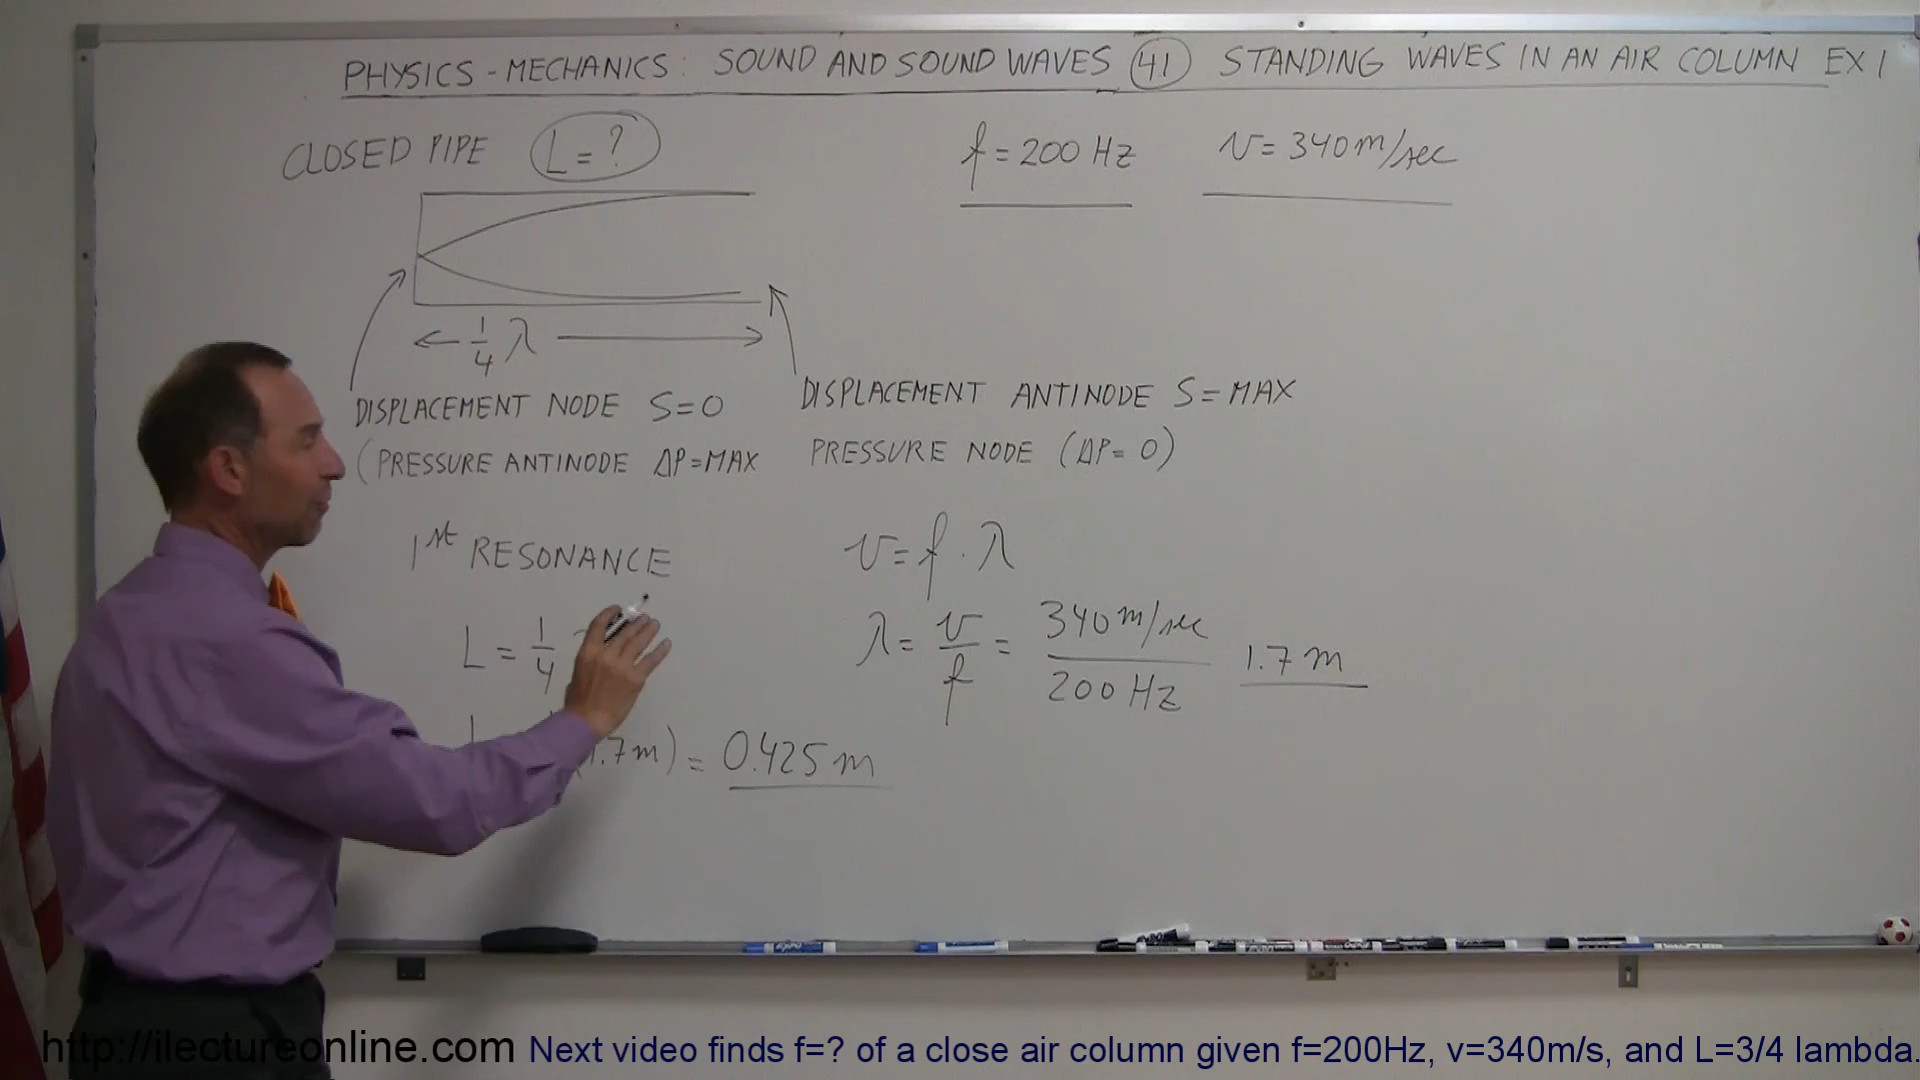 PHYSICS - MECHANICS: SOUND AND SOUND WAVES 41 STANDING WAVES IN AN AIR COLUMN EX 1
CLOSED PIPE L = ? f = 200 Hz v = 340 m/sec
← 1/4 λ →
DISPLACEMENT NODE S = 0 DISPLACEMENT ANTINODE S = MAX
(PRESSURE ANTINODE ΔP = MAX PRESSURE NODE (ΔP = 0)
1st RESONANCE v = f · λ
L = 1/4 λ = v/f = 340 m/sec / 200 Hz 1.7 m
(1.7 m) = 0.425 m
http://ilectureonline.com Next video finds f=? of a close air column given f=200Hz, v=340m/s, and L=3/4 lambda.